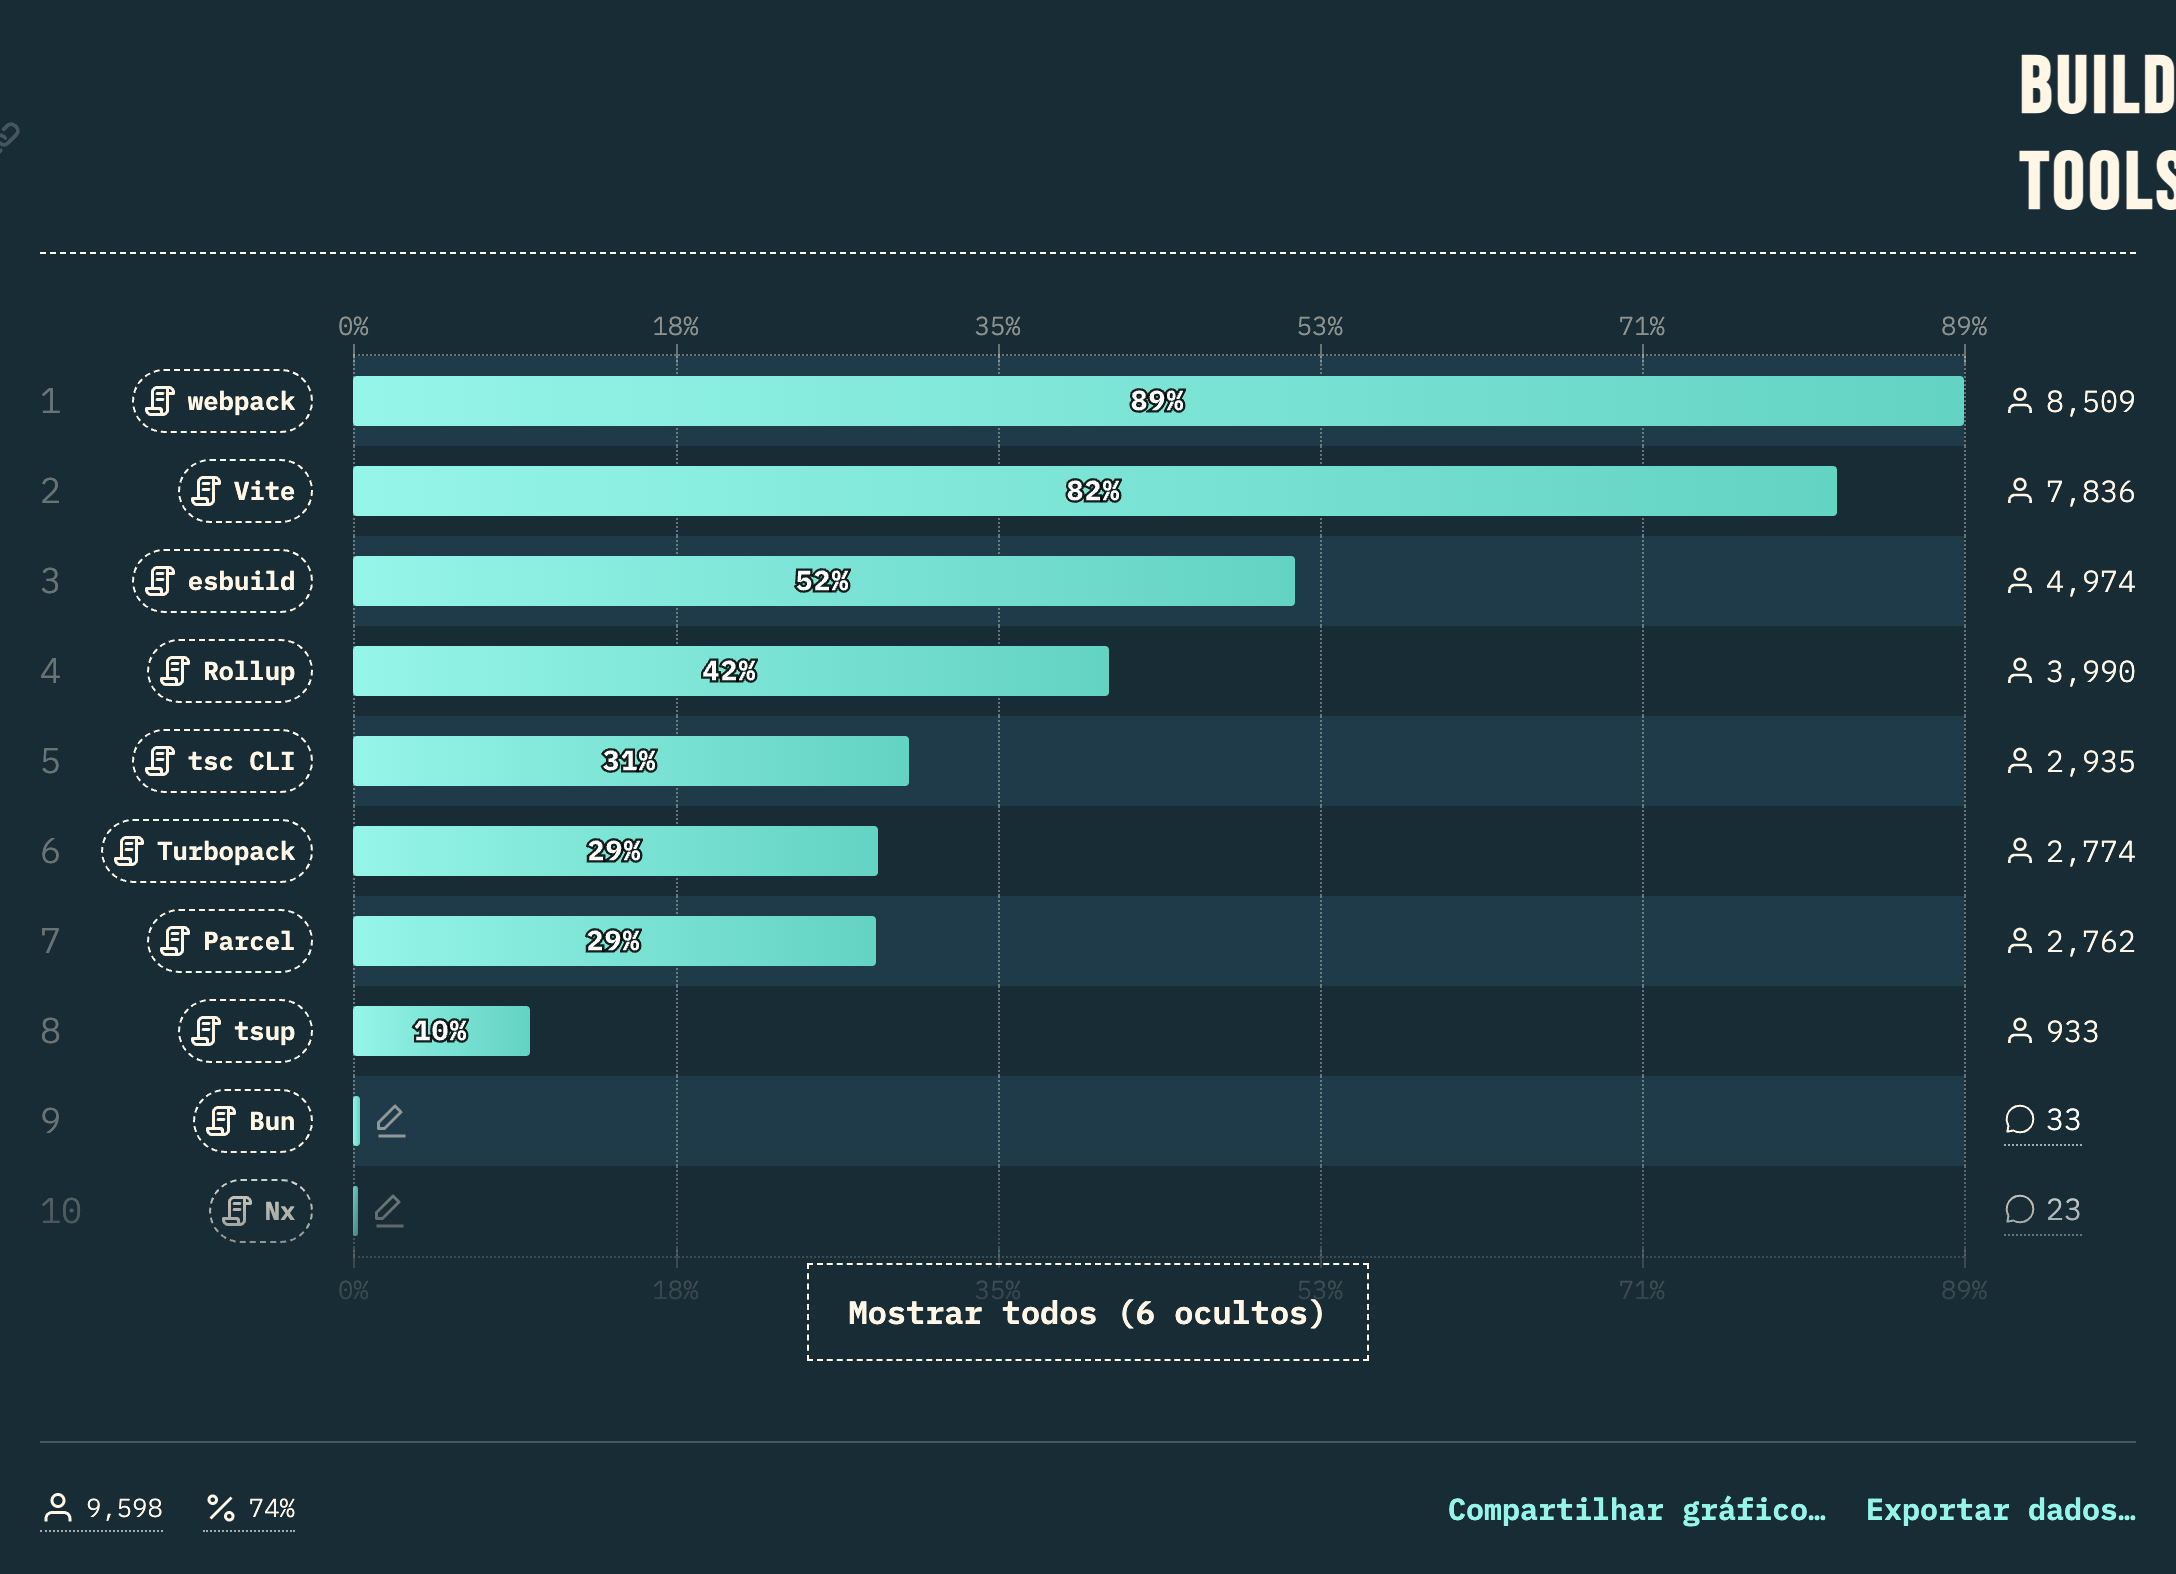 BUILD
TOOLS
0% 18% 35% 53% 71% 89%
1 webpack 89% 8,509
2 Vite 82% 7,836
3 esbuild 52% 4,974
4 Rollup 42% 3,990
5 tsc CLI 31% 2,935
6 Turbopack 29% 2,774
7 Parcel 29% 2,762
8 tsup 10% 933
9 Bun 33
10 Nx 23
0% 18% 35% 53% 71% 89%
Mostrar todos (6 ocultos)
9,598 74% Compartilhar gráfico… Exportar dados…